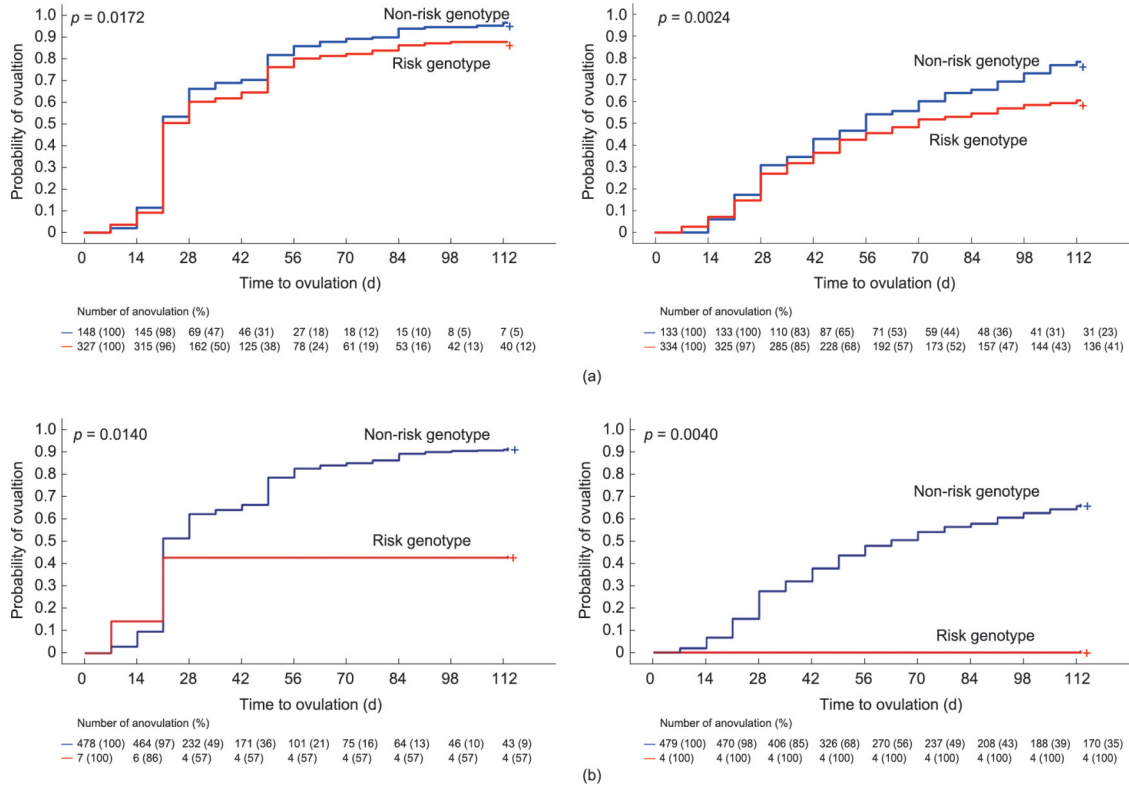 p = 0.0172
Non-risk genotype
Risk genotype
Probability of ovualtion
1.0
0.9
0.8
0.7
0.6
0.5
0.4
0.3
0.2
0.1
0
0 14 28 42 56 70 84 98 112
Time to ovulation (d)
Number of anovulation (%)
148 (100) 145 (98) 69 (47) 46 (31) 27 (18) 18 (12) 15 (10) 8 (5) 7 (5)
327 (100) 315 (96) 162 (50) 125 (38) 78 (24) 61 (19) 53 (16) 42 (13) 40 (12)
p = 0.0024
Non-risk genotype
Risk genotype
Probability of ovualtion
1.0
0.9
0.8
0.7
0.6
0.5
0.4
0.3
0.2
0.1
0
0 14 28 42 56 70 84 98 112
Time to ovulation (d)
Number of anovulation (%)
133 (100) 133 (100) 110 (83) 87 (65) 71 (53) 59 (44) 48 (36) 41 (31) 31 (23)
334 (100) 325 (97) 285 (85) 228 (68) 192 (57) 173 (52) 157 (47) 144 (43) 136 (41)
(a)
p = 0.0140
Non-risk genotype
Risk genotype
Probability of ovualtion
1.0
0.9
0.8
0.7
0.6
0.5
0.4
0.3
0.2
0.1
0
0 14 28 42 56 70 84 98 112
Time to ovulation (d)
Number of anovulation (%)
478 (100) 464 (97) 232 (49) 171 (36) 101 (21) 75 (16) 64 (13) 46 (10) 43 (9)
7 (100) 6 (86) 4 (57) 4 (57) 4 (57) 4 (57) 4 (57) 4 (57) 4 (57)
p = 0.0040
Non-risk genotype
Risk genotype
Probability of ovualtion
1.0
0.9
0.8
0.7
0.6
0.5
0.4
0.3
0.2
0.1
0
0 14 28 42 56 70 84 98 112
Time to ovulation (d)
Number of anovulation (%)
479 (100) 470 (98) 406 (85) 326 (68) 270 (56) 237 (49) 208 (43) 188 (39) 170 (35)
4 (100) 4 (100) 4 (100) 4 (100) 4 (100) 4 (100) 4 (100) 4 (100) 4 (100)
(b)